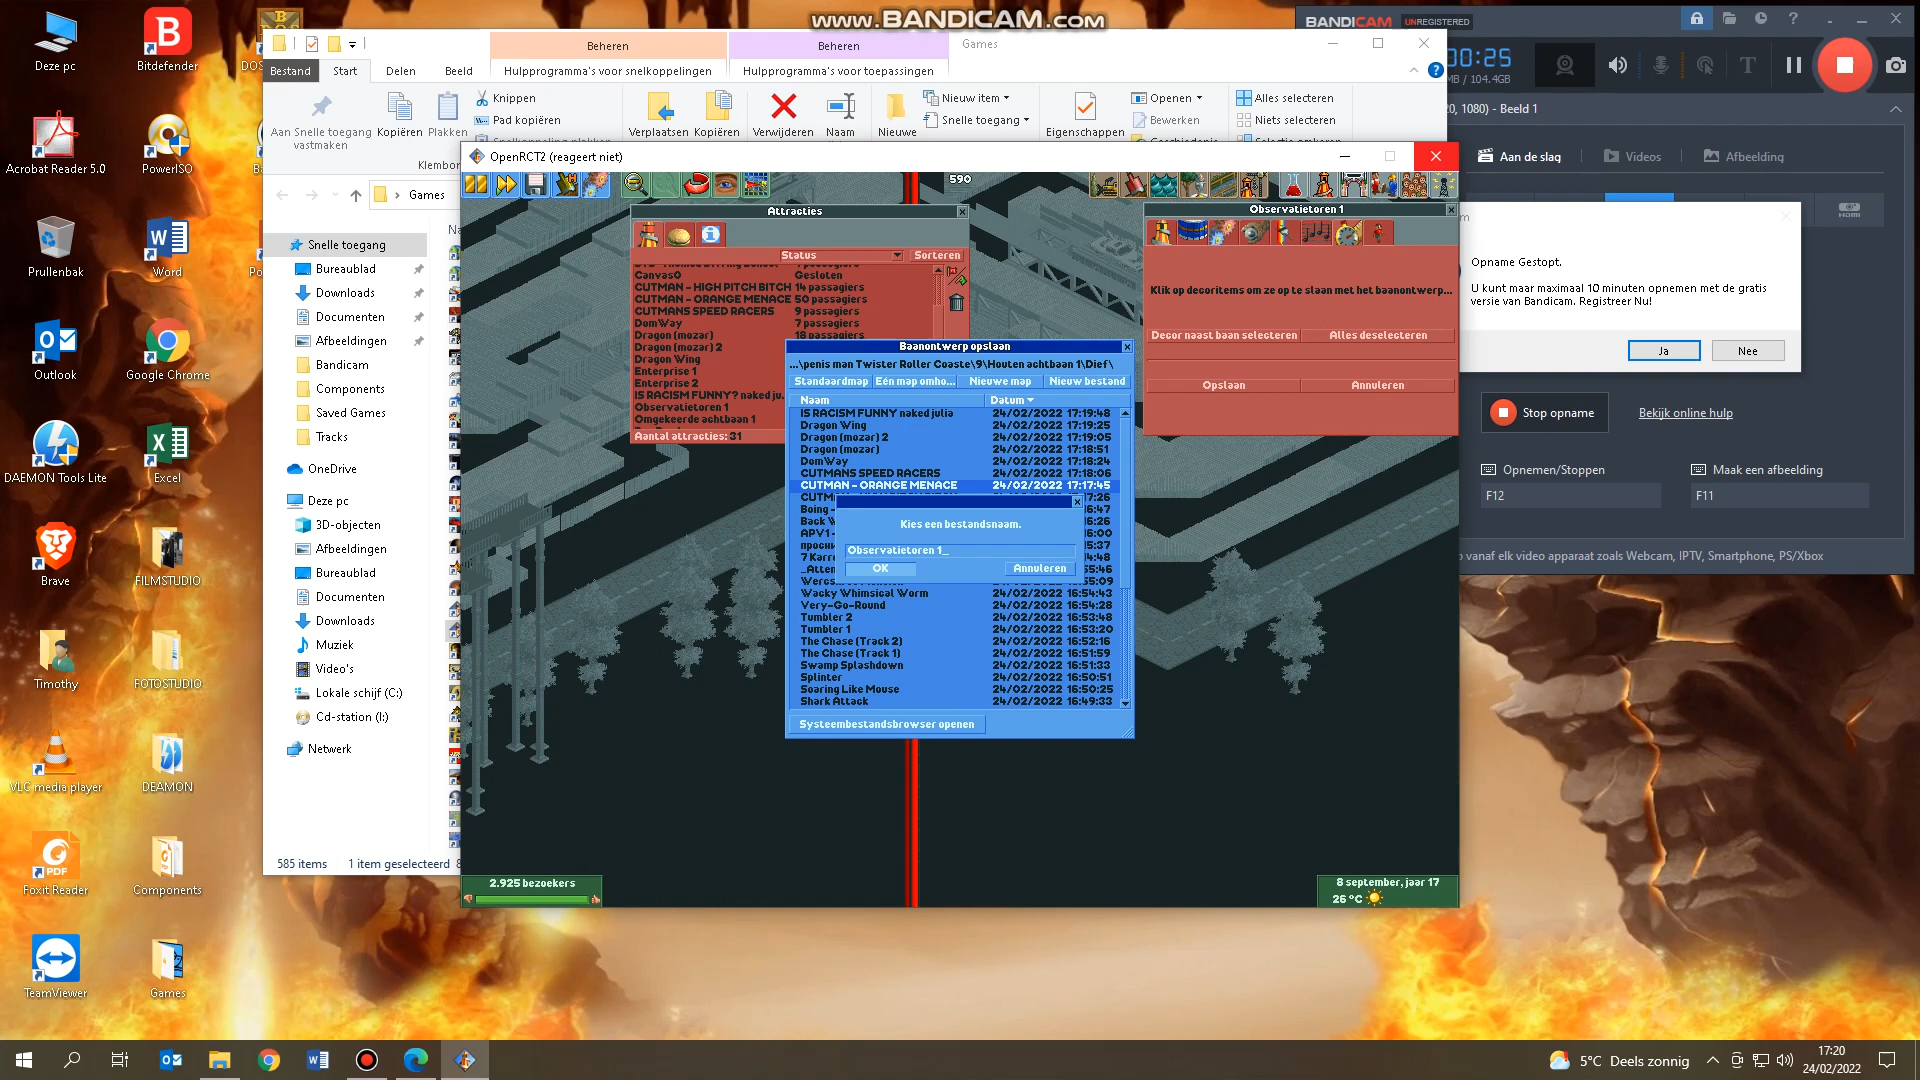 www.BANDICAM.com
Deze pc
Bitdefender
Acrobat Reader 5.0
PowerISO
Prullenbak
Word
Outlook
Google Chrome
DAEMON Tools Lite
Excel
Brave
FILMSTUDIO
Timothy
FOTOSTUDIO
VLC media player
DEAMON
Foxit Reader
Components
TeamViewer
Games
Beheren
Beheren
Games
Bestand
Start
Delen
Beeld
Hulpprogramma's voor snelkoppelingen
Hulpprogramma's voor toepassingen
Aan Snelle toegang
vastmaken
Kopiëren
Plakken
Knippen
Pad kopiëren
Verplaatsen
Kopiëren
Verwijderen
Naam
Nieuwe
Nieuw item
Snelle toegang
Eigenschappen
Openen
Bewerken
Alles selecteren
Niets selecteren
Games
Snelle toegang
Bureaublad
Downloads
Documenten
Afbeeldingen
Bandicam
Components
Saved Games
Tracks
OneDrive
Deze pc
3D-objecten
Afbeeldingen
Bureaublad
Documenten
Downloads
Muziek
Video's
Lokale schijf (C:)
Cd-station (I:)
Netwerk
585 items
1 item geselecteerd
OpenRCT2 (reageert niet)
590
Attracties
Status
Sorteren
CanvasO Gesloten
CUTMAN - HIGH PITCH BITCH 14 passagiers
CUTMAN - ORANGE MENACE 50 passagiers
CUTMANS SPEED RACERS 9 passagiers
DomWay 7 passagiers
Dragon (mozar) 18 passagiers
Dragon (mozar) 2
Dragon Wing
Enterprise 1
Enterprise 2
IS RACISM FUNNY? naked ju..
Observatietoren 1
Omgekeerde achtbaan 1
Aantal attracties: 31
Observatietoren 1
Klik op decoritems om ze op te slaan met het baanontwerp...
Decor naast baan selecteren
Alles deselecteren
Opslaan
Annuleren
Baanontwerp opslaan
...\penis man Twister Roller Coaste\9\Houten achtbaan 1\Dief\
Standaardmap
Eén map omho...
Nieuwe map
Nieuw bestand
Naam
Datum
IS RACISM FUNNY naked julia 24/02/2022 17:19:48
Dragon Wing 24/02/2022 17:19:25
Dragon (mozar) 2 24/02/2022 17:19:05
Dragon (mozar) 24/02/2022 17:18:51
DomWay 24/02/2022 17:18:24
CUTMANS SPEED RACERS 24/02/2022 17:18:06
CUTMAN - ORANGE MENACE 24/02/2022 17:17:45
Kies een bestandsnaam.
Observatietoren 1_
OK
Annuleren
Wacky Whimsical Worm 24/02/2022 16:54:43
Very-Go-Round 24/02/2022 16:54:28
Tumbler 2 24/02/2022 16:53:48
Tumbler 1 24/02/2022 16:53:20
The Chase (Track 2) 24/02/2022 16:52:16
The Chase (Track 1) 24/02/2022 16:51:59
Swamp Splashdown 24/02/2022 16:51:33
Splinter 24/02/2022 16:50:51
Soaring Like Mouse 24/02/2022 16:50:25
Shark Attack 24/02/2022 16:49:33
Systeembestandsbrowser openen
2.925 bezoekers
8 september, jaar 17
26 °C
BANDICAM UNREGISTERED
00:25
MB / 104.4GB
0, 1080) - Beeld 1
Aan de slag
Videos
Afbeelding
HDMI
Opname Gestopt.
U kunt maar maximaal 10 minuten opnemen met de gratis
versie van Bandicam. Registreer Nu!
Ja
Nee
Stop opname
Bekijk online hulp
Opnemen/Stoppen
Maak een afbeelding
F12
F11
vanaf elk video apparaat zoals Webcam, IPTV, Smartphone, PS/Xbox
5°C Deels zonnig
17:20
24/02/2022